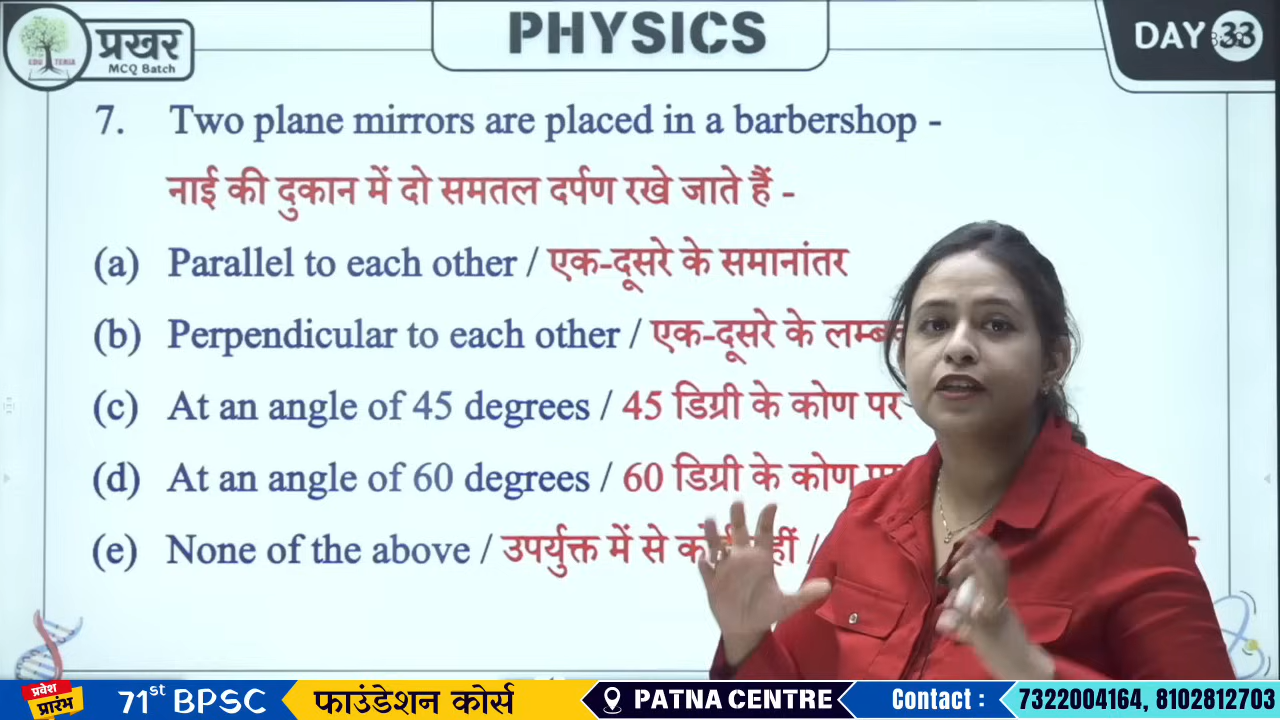 EDU TERIA
प्रखर
MCQ Batch
PHYSICS
DAY 33
7. Two plane mirrors are placed in a barbershop -
नाई की दुकान में दो समतल दर्पण रखे जाते हैं -
(a) Parallel to each other / एक-दूसरे के समानांतर
(b) Perpendicular to each other / एक-दूसरे के
(c) At an angle of 45 degrees / 45 डिग्री के कोण पर
(d) At an angle of 60 degrees / 60 डिग्री के कोण
(e) None of the above / उपर्युक्त में से
प्रवेश प्रारंभ
71st BPSC फाउंडेशन कोर्स PATNA CENTRE Contact : 7322004164, 8102812703